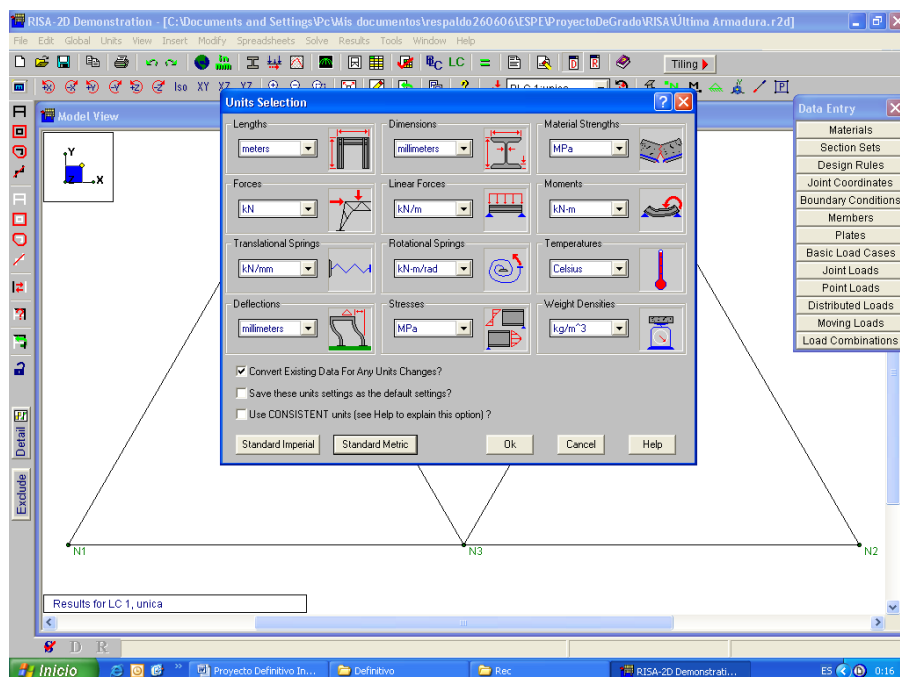 RISA-2D Demonstration - [C:\Documents and Settings\Pc\Mis documentos\respaldo260606\ESPE\ProyectoDeGrado\RISA\Última Armadura.r2d]
File Edit Global Units View Insert Modify Spreadsheets Solve Results Tools Window Help
BC LC = D R Tiling
Iso XY
Model View
Y
Z X
Units Selection
Lengths Dimensions Material Strengths
meters millimeters MPa
Forces Linear Forces Moments
kN kN/m kN-m
Translational Springs Rotational Springs Temperatures
kN/mm kN-m/rad Celsius
Deflections Stresses Weight Densities
millimeters MPa kg/m^3
Convert Existing Data For Any Units Changes?
Save these units settings as the default settings?
Use CONSISTENT units (see Help to explain this option) ?
Standard Imperial Standard Metric Ok Cancel Help
Data Entry
Materials
Section Sets
Design Rules
Joint Coordinates
Boundary Conditions
Members
Plates
Basic Load Cases
Joint Loads
Point Loads
Distributed Loads
Moving Loads
Load Combinations
Detail
Exclude
N1 N3 N2
Results for LC 1, unica
D R
Inicio Proyecto Definitivo In... Definitivo Rec RISA-2D Demonstrati... ES 0:16